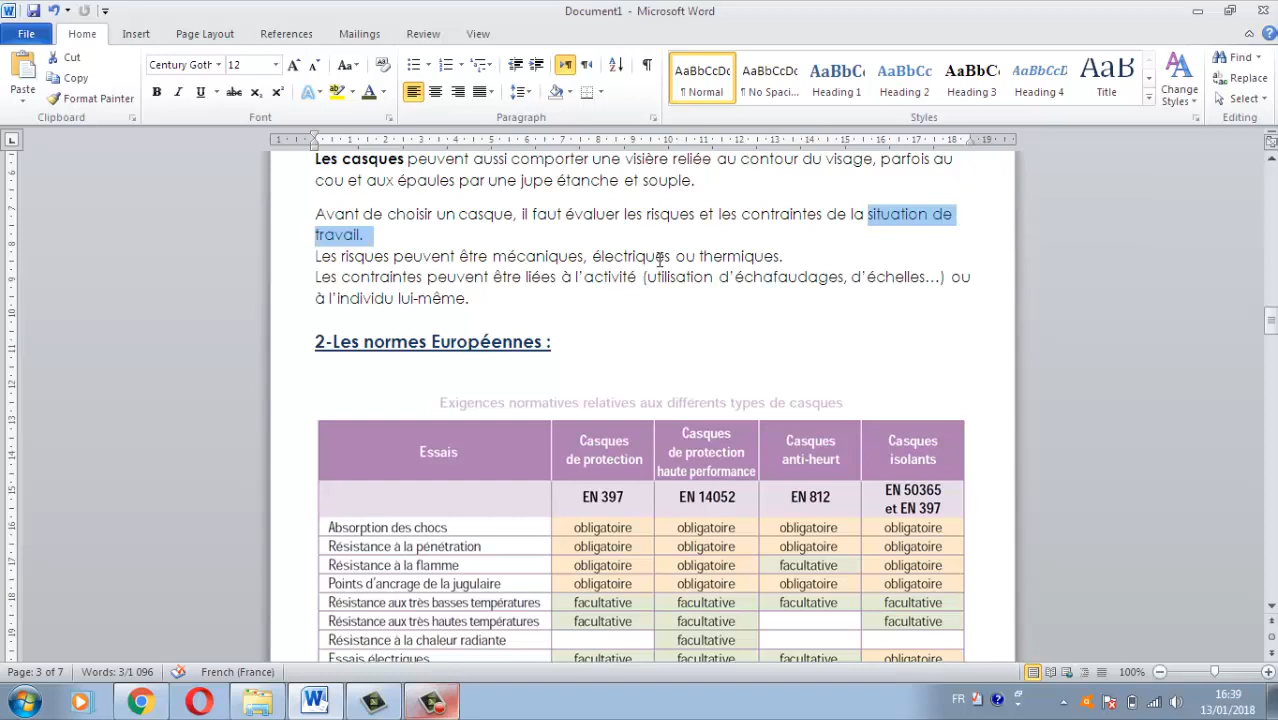 Document1 - Microsoft Word
File Home Insert Page Layout References Mailings Review View
Paste
Cut
Copy
Format Painter
Clipboard
Century Goth 12
Font
Paragraph
AaBbCcDc AaBbCcDc AaBbC AaBbCc AaBbC AaBbCcD AaB
¶ Normal ¶ No Spaci... Heading 1 Heading 2 Heading 3 Heading 4 Title
Change Styles
Styles
Find
Replace
Select
Editing
Les casques peuvent aussi comporter une visière reliée au contour du visage, parfois au
cou et aux épaules par une jupe étanche et souple.
Avant de choisir un casque, il faut évaluer les risques et les contraintes de la situation de
travail.
Les risques peuvent être mécaniques, électriques ou thermiques.
Les contraintes peuvent être liées à l'activité (utilisation d'échafaudages, d'échelles...) ou
à l'individu lui-même.
2-Les normes Européennes :
Exigences normatives relatives aux différents types de casques
Essais Casques de protection Casques de protection haute performance Casques anti-heurt Casques isolants
EN 397 EN 14052 EN 812 EN 50365 et EN 397
Absorption des chocs obligatoire obligatoire obligatoire obligatoire
Résistance à la pénétration obligatoire obligatoire obligatoire obligatoire
Résistance à la flamme obligatoire obligatoire facultative obligatoire
Points d'ancrage de la jugulaire obligatoire obligatoire obligatoire obligatoire
Résistance aux très basses températures facultative facultative facultative facultative
Résistance aux très hautes températures facultative facultative facultative
Résistance à la chaleur radiante facultative
Essais électriques facultative facultative facultative obligatoire
Page: 3 of 7 Words: 3/1 096 French (France) 100%
FR 16:39
13/01/2018